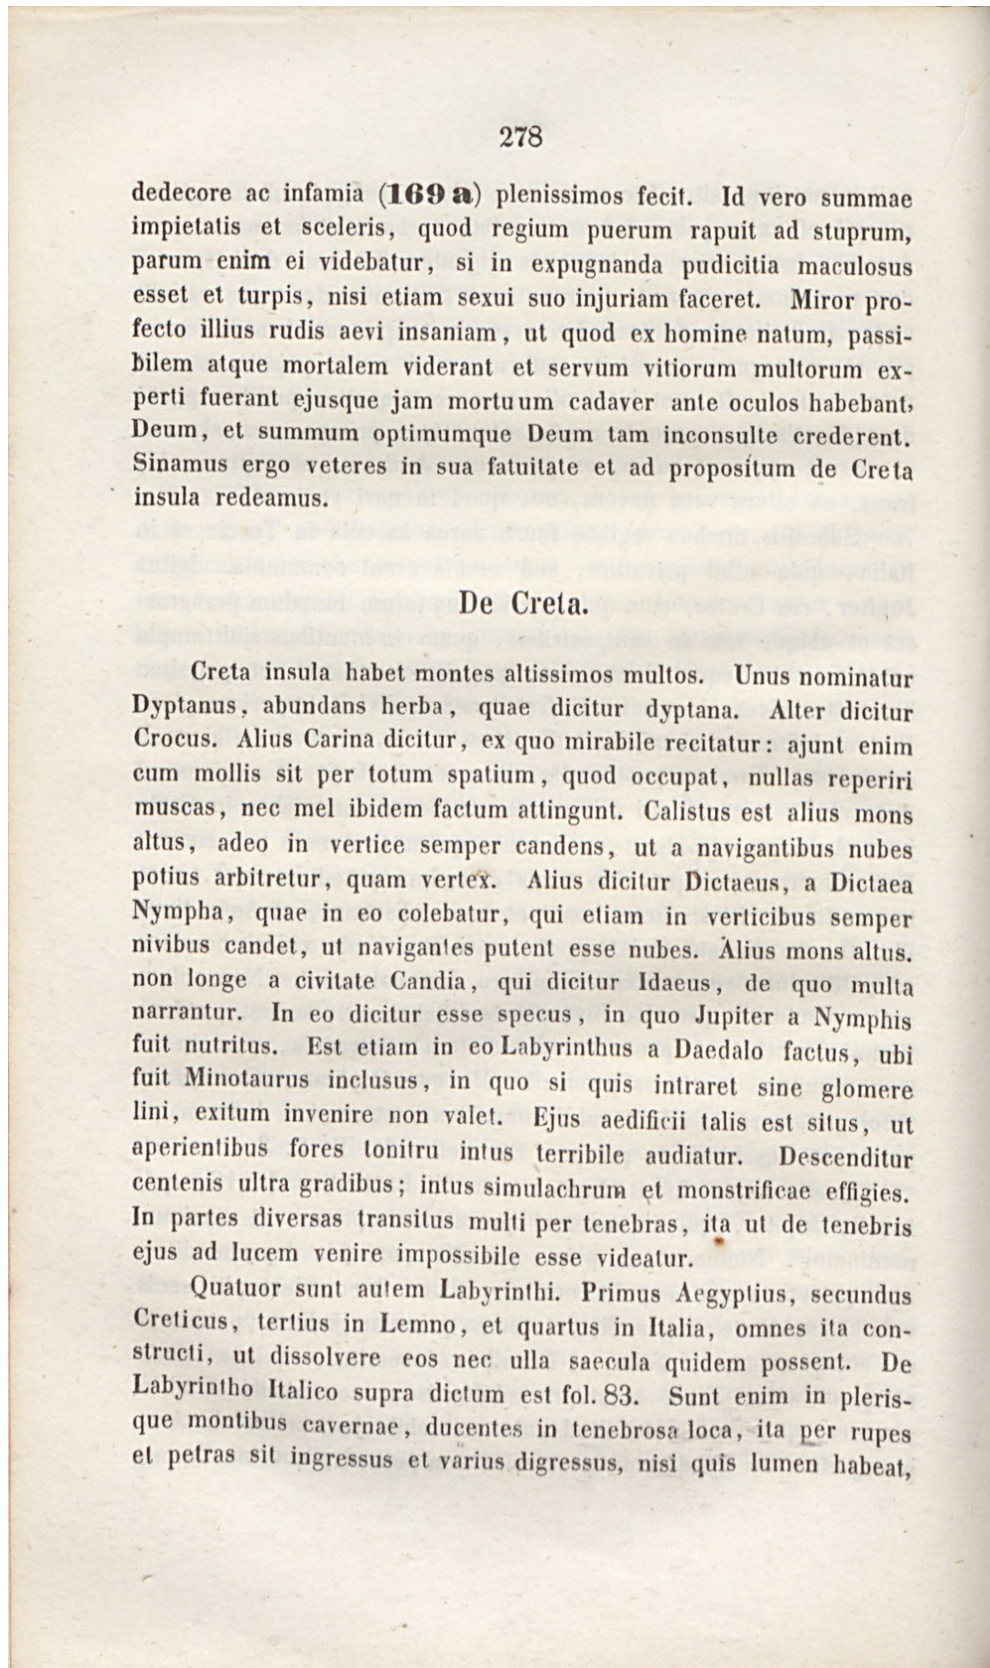 278
dedecore ac infamia (169 a) plenissimos fecit. Id vero summae
impietatis et sceleris, quod regium puerum rapuit ad stuprum,
parum enim ei videbatur, si in expugnanda pudicitia maculosus
esset et turpis, nisi etiam sexui suo injuriam faceret. Miror pro-
fecto illius rudis aevi insaniam, ut quod ex homine natum, passi-
bilem atque mortalem viderant et servum vitiorum multorum ex-
perti fuerant ejusque jam mortuum cadaver ante oculos habebant,
Deum, et summum optimumque Deum tam inconsulte crederent.
Sinamus ergo veteres in sua fatuitate et ad propositum de Creta
insula redeamus.
De Creta.
Creta insula habet montes altissimos multos. Unus nominatur
Dyptanus, abundans herba, quae dicitur dyptana. Alter dicitur
Crocus. Alius Carina dicitur, ex quo mirabile recitatur: ajunt enim
cum mollis sit per totum spatium, quod occupat, nullas reperiri
muscas, nec mel ibidem factum attingunt. Calistus est alius mons
altus, adeo in vertice semper candens, ut a navigantibus nubes
potius arbitretur, quam vertex. Alius dicitur Dictaeus, a Dictaea
Nympha, quae in eo colebatur, qui etiam in verticibus semper
nivibus candet, ut navigantes putent esse nubes. Alius mons altus.
non longe a civitate Candia, qui dicitur Idaeus, de quo multa
narrantur. In eo dicitur esse specus, in quo Jupiter a Nymphis
fuit nutritus. Est etiam in eo Labyrinthus a Daedalo factus, ubi
fuit Minotaurus inclusus, in quo si quis intraret sine glomere
lini, exitum invenire non valet. Ejus aedificii talis est situs, ut
aperientibus fores tonitru intus terribile audiatur. Descenditur
centenis ultra gradibus; intus simulachrum et monstrificae effigies.
In partes diversas transitus multi per tenebras, ita ut de tenebris
ejus ad lucem venire impossibile esse videatur.
Quatuor sunt autem Labyrinthi. Primus Aegyptius, secundus
Creticus, tertius in Lemno, et quartus in Italia, omnes ita con-
structi, ut dissolvere eos nec ulla saecula quidem possent. De
Labyrintho Italico supra dictum est fol. 83. Sunt enim in pleris-
que montibus cavernae, ducentes in tenebrosa loca, ita per rupes
et petras sit ingressus et varius digressus, nisi quis lumen habeat,